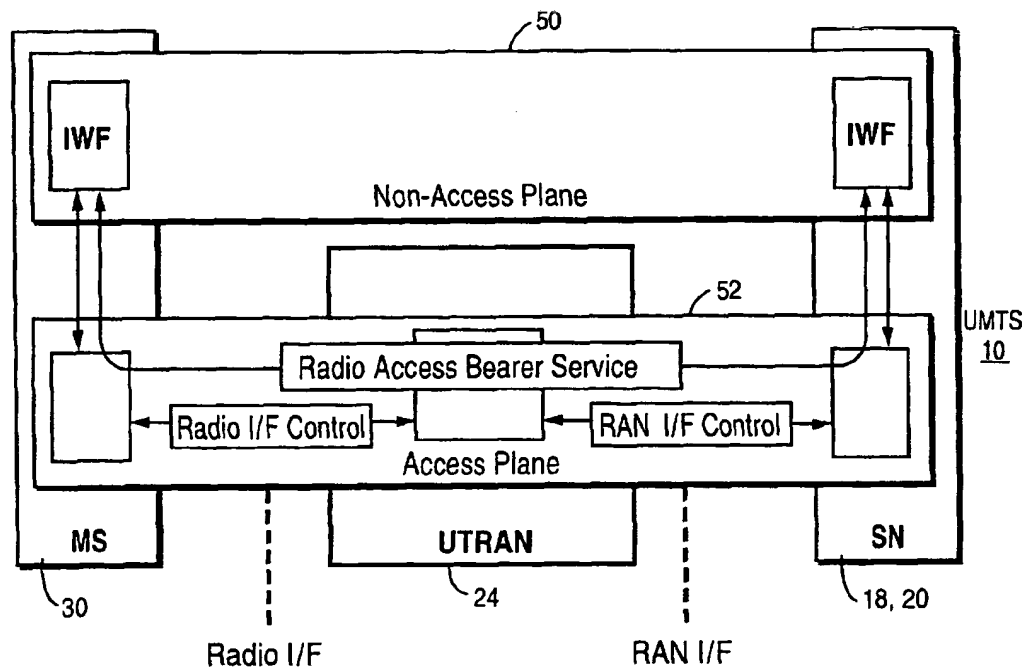 50
IWF
IWF
Non-Access Plane
52
UMTS
10
Radio Access Bearer Service
Radio I/F Control
RAN I/F Control
Access Plane
MS
UTRAN
SN
30
24
18, 20
Radio I/F
RAN I/F